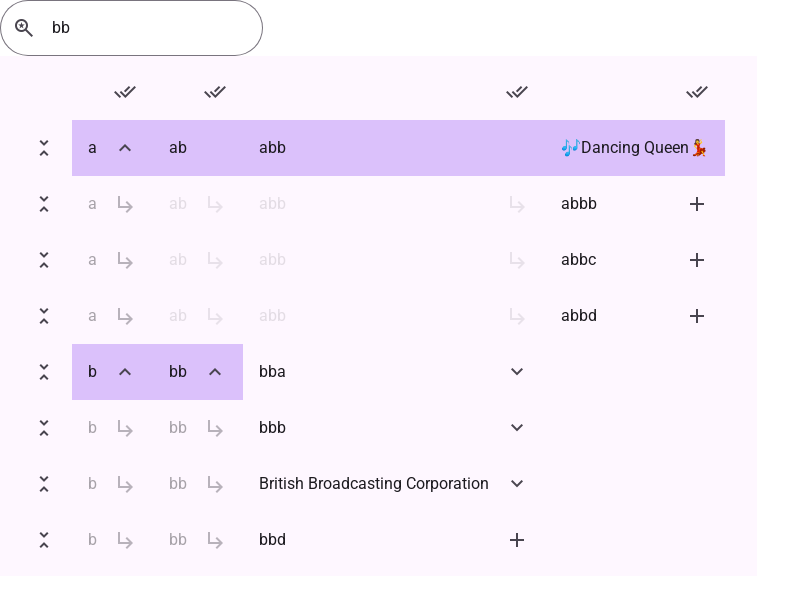 bb
a ab abb 🎶Dancing Queen💃
a ab abb abbb
a ab abb abbc
a ab abb abbd
b bb bba
b bb bbb
b bb British Broadcasting Corporation
b bb bbd